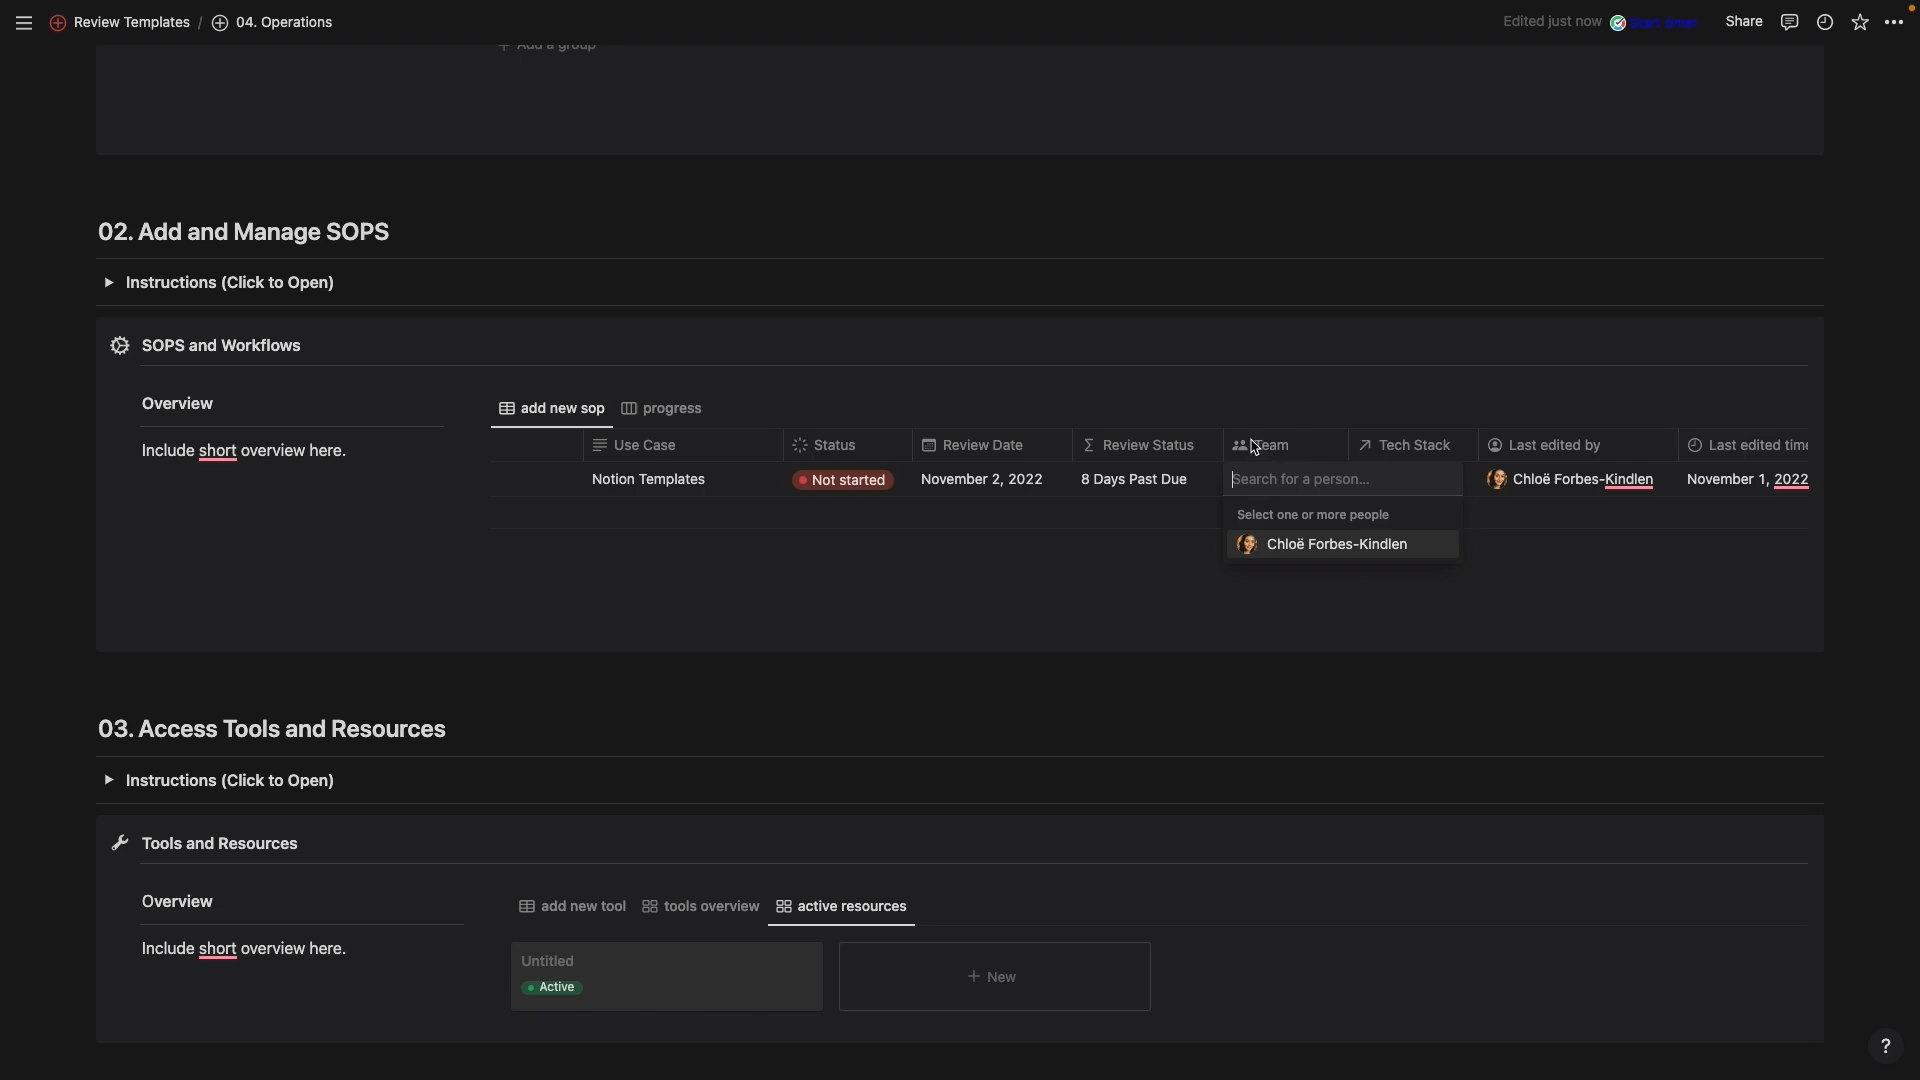 Review Templates / 04. Operations
Edited just now
Share
Add a group
02. Add and Manage SOPS
Instructions (Click to Open)
SOPS and Workflows
Overview
Include short overview here.
add new sop progress
Use Case Status Review Date Review Status Team Tech Stack Last edited by Last edited time
Notion Templates Not started November 2, 2022 8 Days Past Due Search for a person... Chloë Forbes-Kindlen November 1, 2022
Select one or more people
Chloë Forbes-Kindlen
03. Access Tools and Resources
Instructions (Click to Open)
Tools and Resources
Overview
Include short overview here.
add new tool tools overview active resources
Untitled
Active
+ New
?